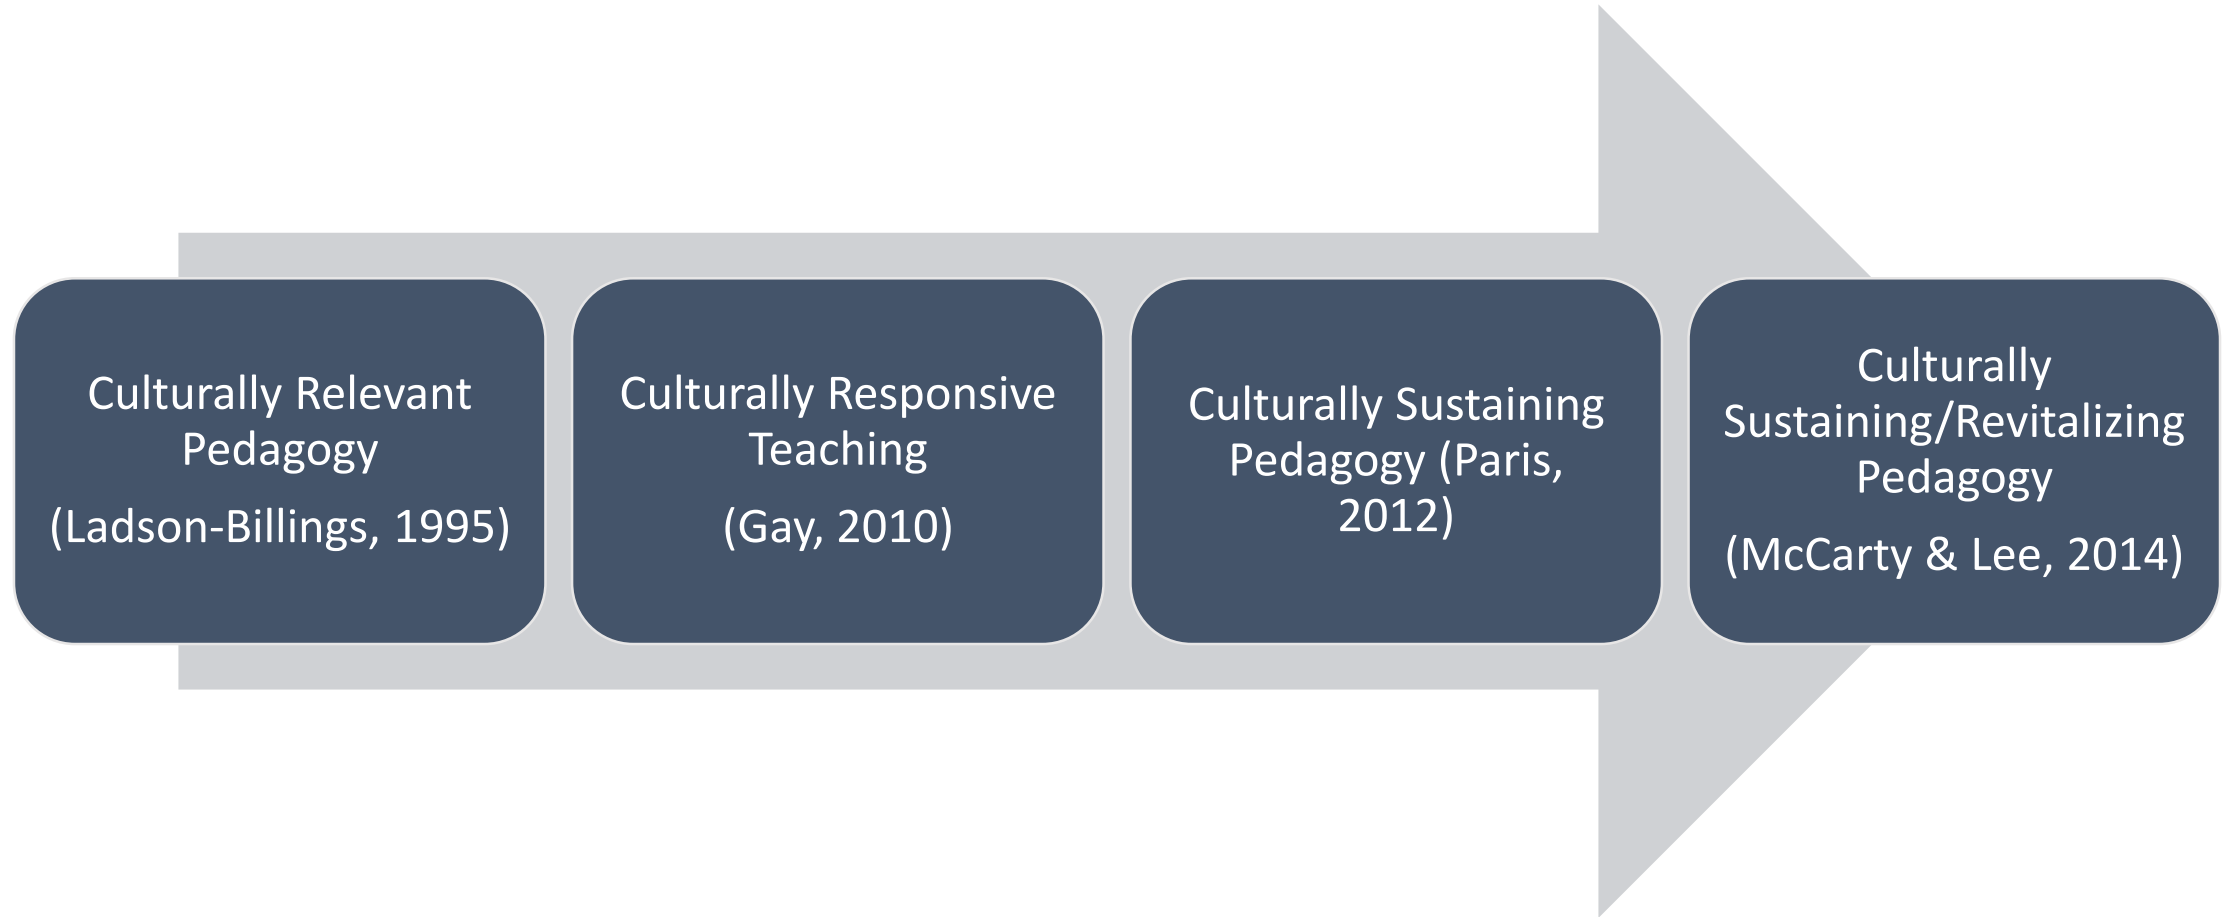 Culturally Relevant
Pedagogy
(Ladson-Billings, 1995)
Culturally Responsive
Teaching
(Gay, 2010)
Culturally Sustaining
Pedagogy (Paris,
2012)
Culturally
Sustaining/Revitalizing
Pedagogy
(McCarty & Lee, 2014)